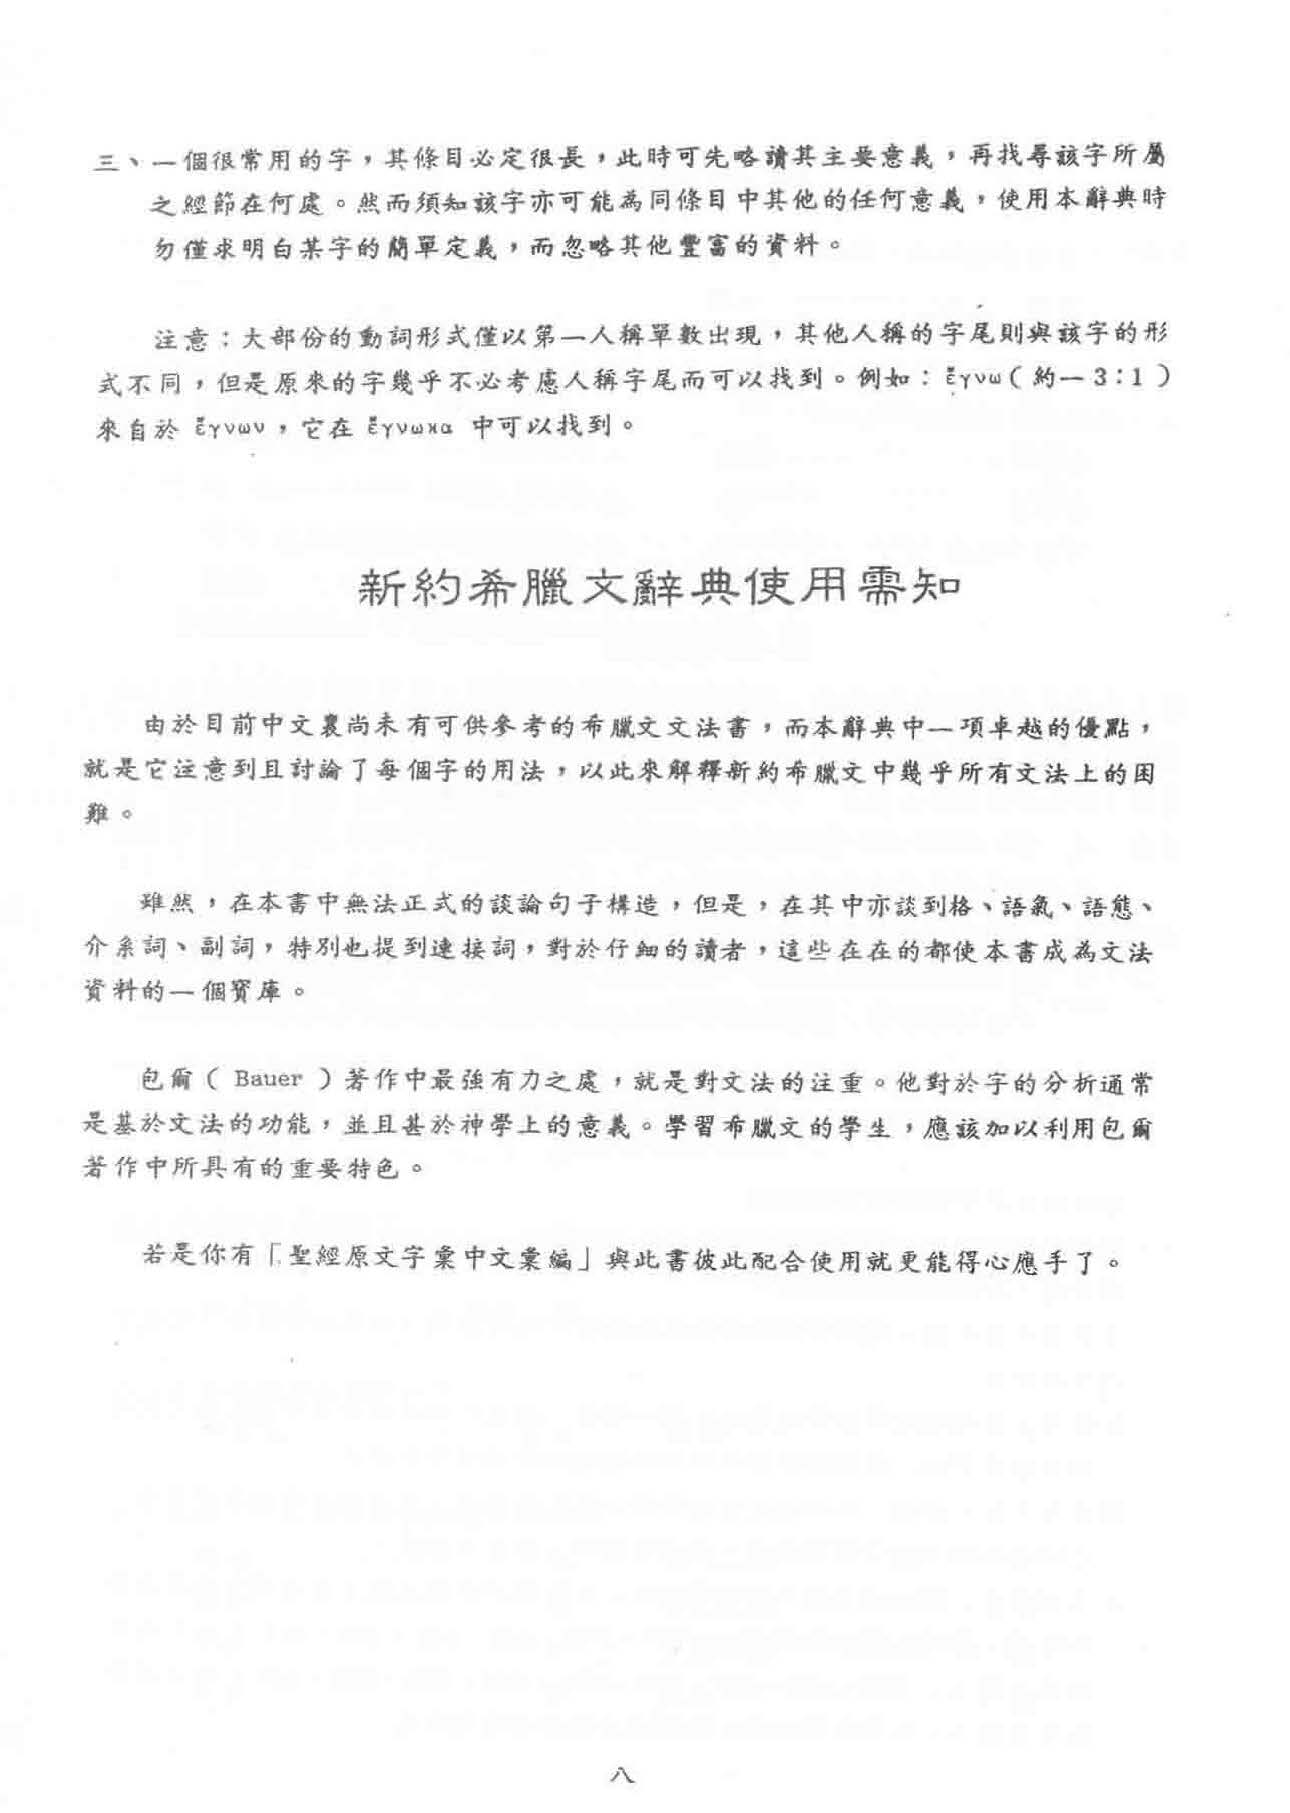 三、一個很常用的字，其條目必定很長，此時可先略讀其主要意義，再找尋該字所屬
之經節在何處。然而須知該字亦可能為同條目中其他的任何意義，使用本辭典時
勿僅求明白某字的簡單定義，而忽略其他豐富的資料。
注意：大部份的動詞形式僅以第一人稱單數出現，其他人稱的字尾則與該字的形
式不同，但是原來的字幾乎不必考慮人稱字尾而可以找到。例如：ἔγνω（約一3:1）
來自於 ἔγνων，它在 ἔγνωκα 中可以找到。
新約希臘文辭典使用需知
由於目前中文裏尚未有可供參考的希臘文文法書，而本辭典中一項卓越的優點，
就是它注意到且討論了每個字的用法，以此來解釋新約希臘文中幾乎所有文法上的困
難。
雖然，在本書中無法正式的談論句子構造，但是，在其中亦談到格、語氣、語態、
介系詞、副詞，特別也提到連接詞，對於仔細的讀者，這些在在的都使本書成為文法
資料的一個寶庫。
包爾（Bauer）著作中最強有力之處，就是對文法的注重。他對於字的分析通常
是基於文法的功能，並且甚於神學上的意義。學習希臘文的學生，應該加以利用包爾
著作中所具有的重要特色。
若是你有「聖經原文字彙中文彙編」與此書彼此配合使用就更能得心應手了。
八